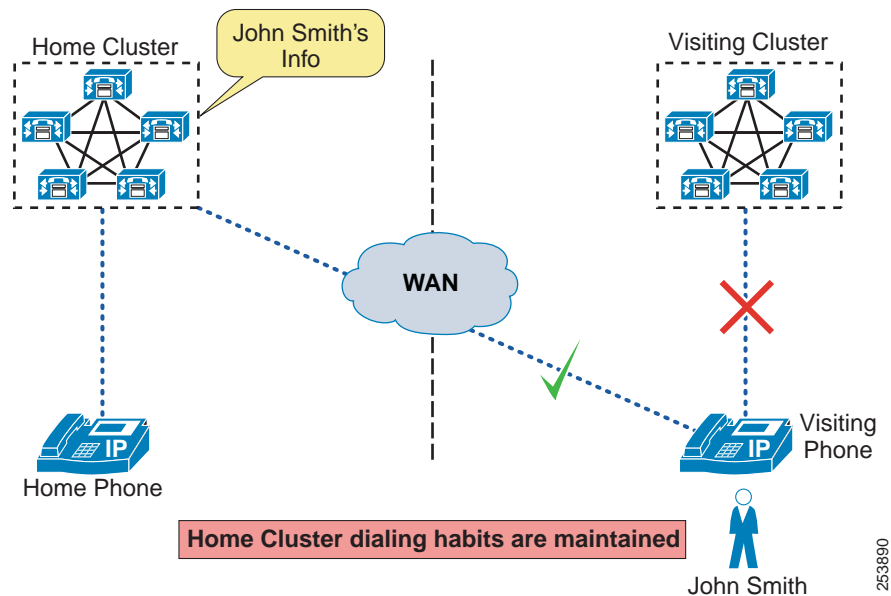 Home Cluster
John Smith's
Info
Visiting Cluster
WAN
IP
Home Phone
IP
Visiting
Phone
Home Cluster dialing habits are maintained
John Smith
253890